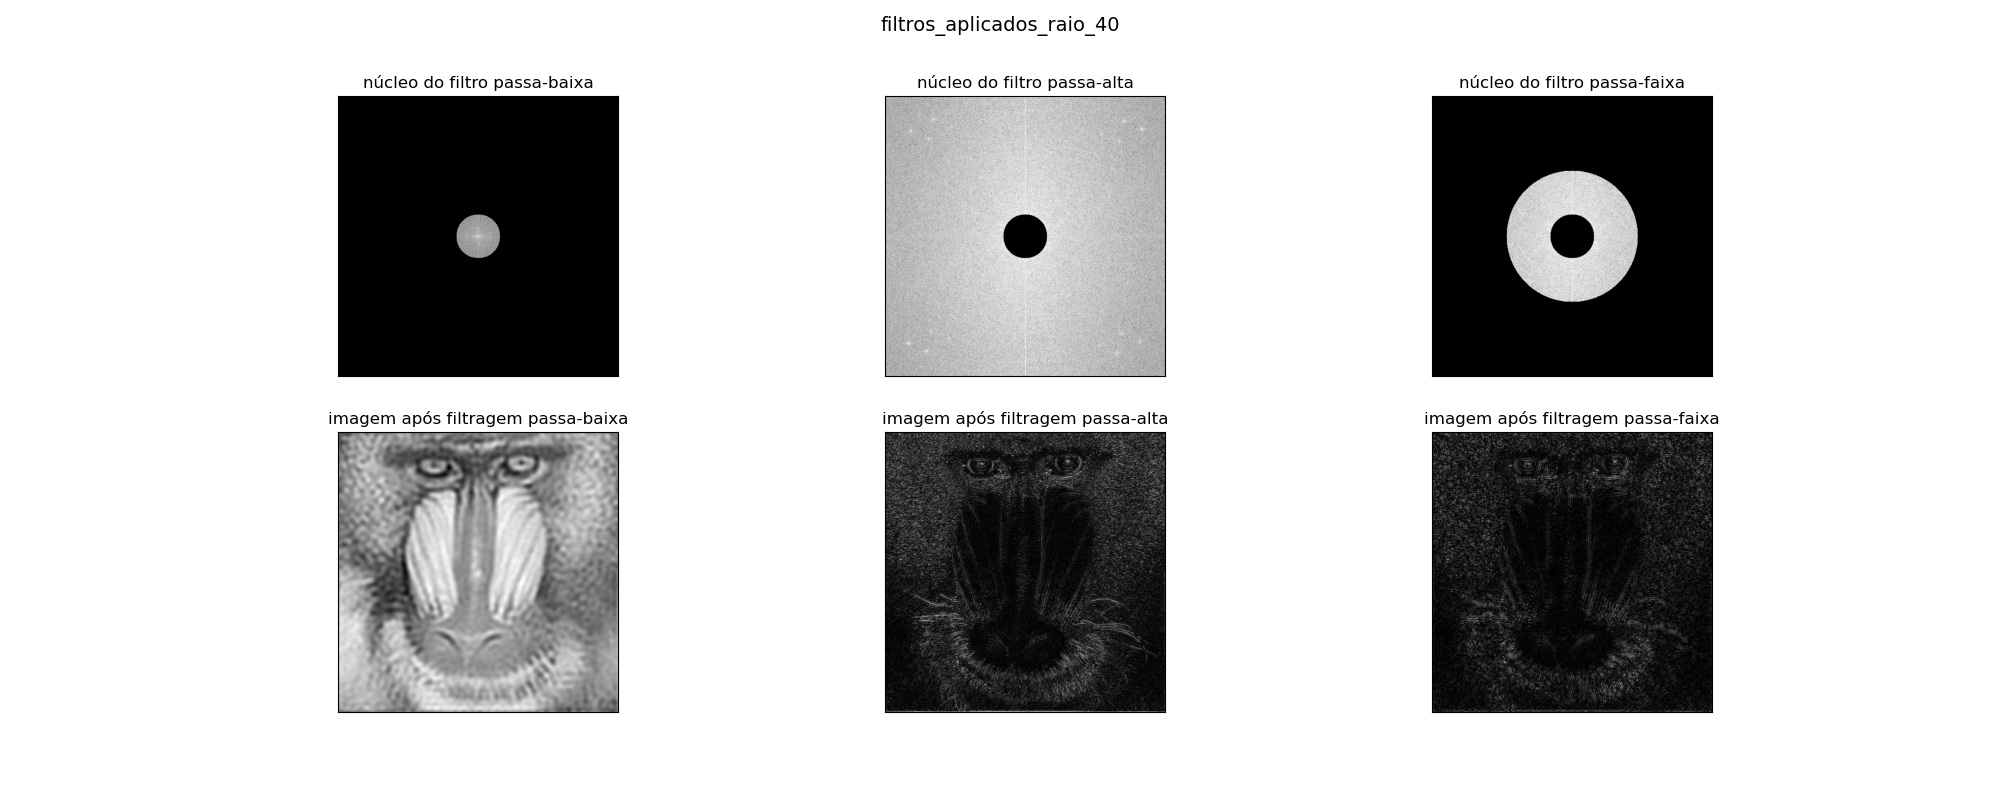 filtros_aplicados_raio_40
núcleo do filtro passa-baixa
núcleo do filtro passa-alta
núcleo do filtro passa-faixa
imagem após filtragem passa-baixa
imagem após filtragem passa-alta
imagem após filtragem passa-faixa